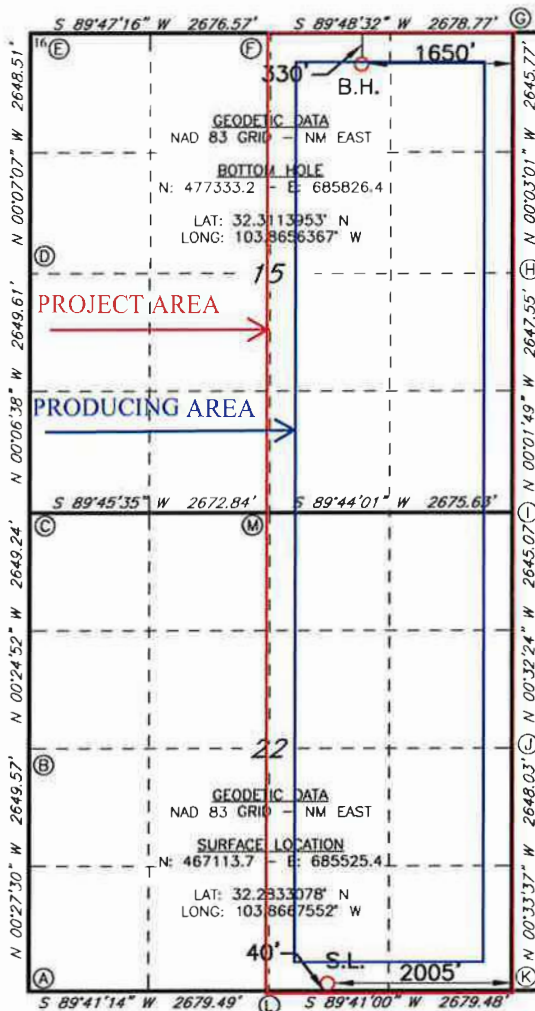 S 89°47'16" W 2676.57' S 89°48'32" W 2678.77' G
16 E F
330' 1650'
B.H.
N 00°07'07" W 2648.51'
N 00°03'01" W 2645.77'
GEODETIC DATA
NAD 83 GRID – NM EAST
BOTTOM HOLE
N: 477333.2 – E: 685826.4
LAT: 32.3113953° N
LONG: 103.8656367° W
D 15 H
PROJECT AREA
N 00°06'38" W 2649.61'
N 00°01'49" W 2647.55'
PRODUCING AREA
S 89°45'35" W 2672.84' S 89°44'01" W 2675.63' I
C M
N 00°24'52" W 2649.24'
N 00°32'24" W 2645.07'
B 22 J
GEODETIC DATA
NAD 83 GRID – NM EAST
SURFACE LOCATION
N: 467113.7 – E: 685525.4
LAT: 32.2833078° N
LONG: 103.8667552° W
N 00°27'30" W 2649.57'
N 00°33'37" W 2648.03'
40' S.L. 2005'
A K
S 89°41'14" W 2679.49' L S 89°41'00" W 2679.48'